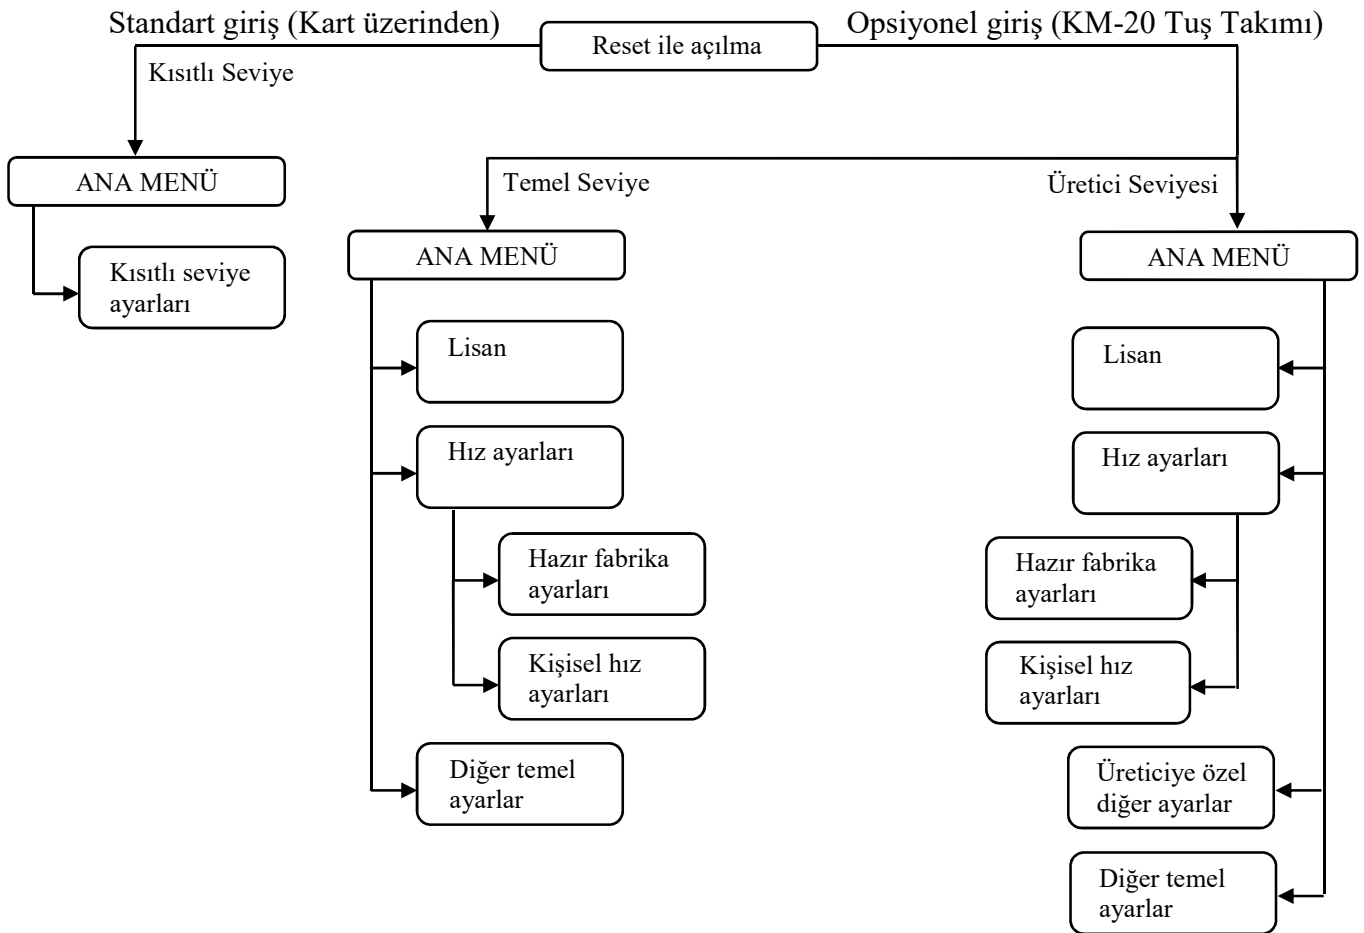 Standart giriş (Kart üzerinden)
Reset ile açılma
Opsiyonel giriş (KM-20 Tuş Takımı)
Kısıtlı Seviye
ANA MENÜ
Kısıtlı seviye
ayarları
Temel Seviye
ANA MENÜ
Lisan
Hız ayarları
Hazır fabrika
ayarları
Kişisel hız
ayarları
Diğer temel
ayarlar
Üretici Seviyesi
ANA MENÜ
Lisan
Hız ayarları
Hazır fabrika
ayarları
Kişisel hız
ayarları
Üreticiye özel
diğer ayarlar
Diğer temel
ayarlar